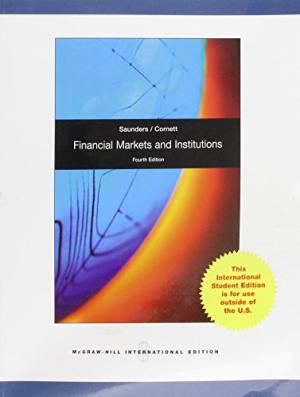 Saunders / Cornett
Financial Markets and Institutions
Fourth Edition
This
International
Student Edition
is for use
outside of
the U.S.
McGRAW-HILL INTERNATIONAL EDITION